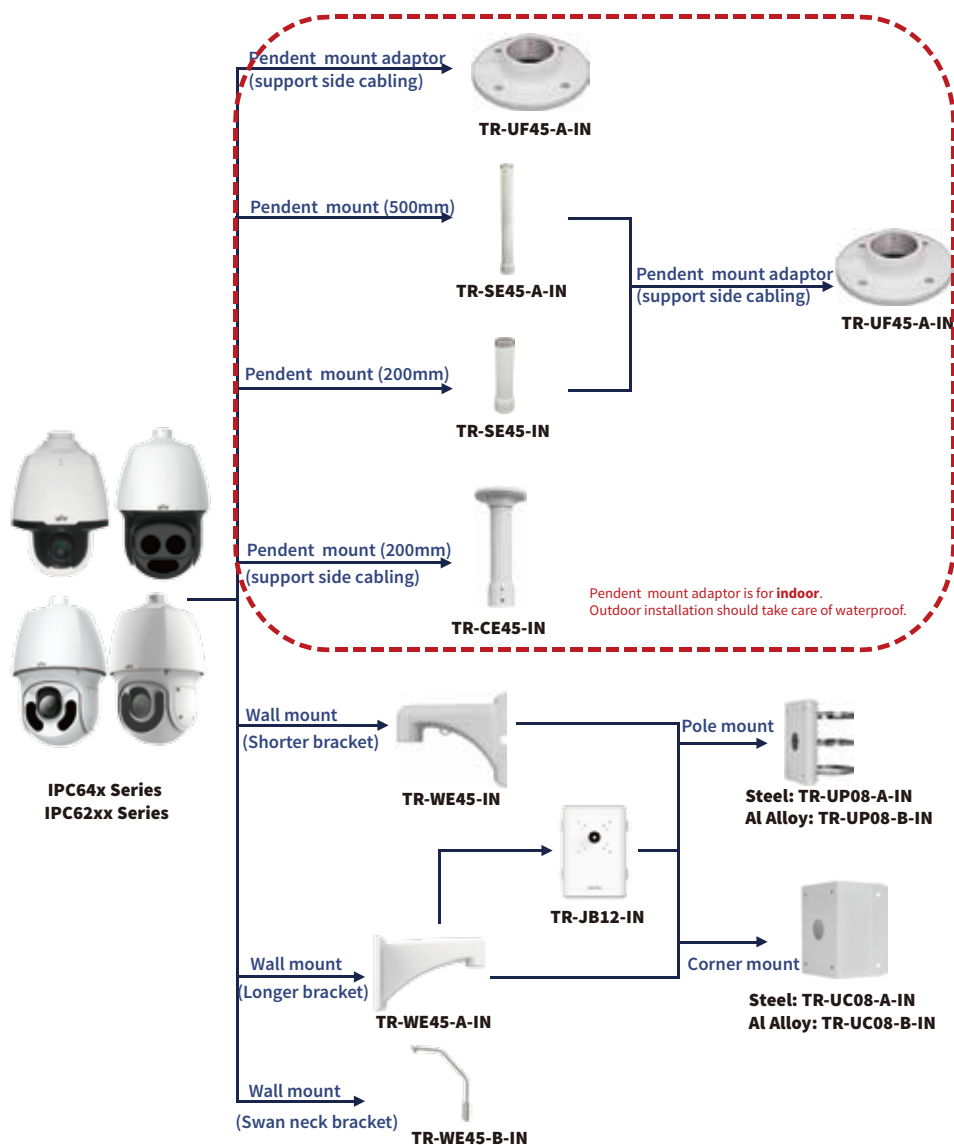 Pendent mount adaptor
(support side cabling)
TR-UF45-A-IN
Pendent mount (500mm)
TR-SE45-A-IN
Pendent mount adaptor
(support side cabling)
TR-UF45-A-IN
Pendent mount (200mm)
TR-SE45-IN
Pendent mount (200mm)
(support side cabling)
TR-CE45-IN
Pendent mount adaptor is for indoor.
Outdoor installation should take care of waterproof.
IPC64x Series
IPC62xx Series
Wall mount
(Shorter bracket)
TR-WE45-IN
Pole mount
Steel: TR-UP08-A-IN
Al Alloy: TR-UP08-B-IN
TR-JB12-IN
Wall mount
(Longer bracket)
TR-WE45-A-IN
Corner mount
Steel: TR-UC08-A-IN
Al Alloy: TR-UC08-B-IN
Wall mount
(Swan neck bracket)
TR-WE45-B-IN